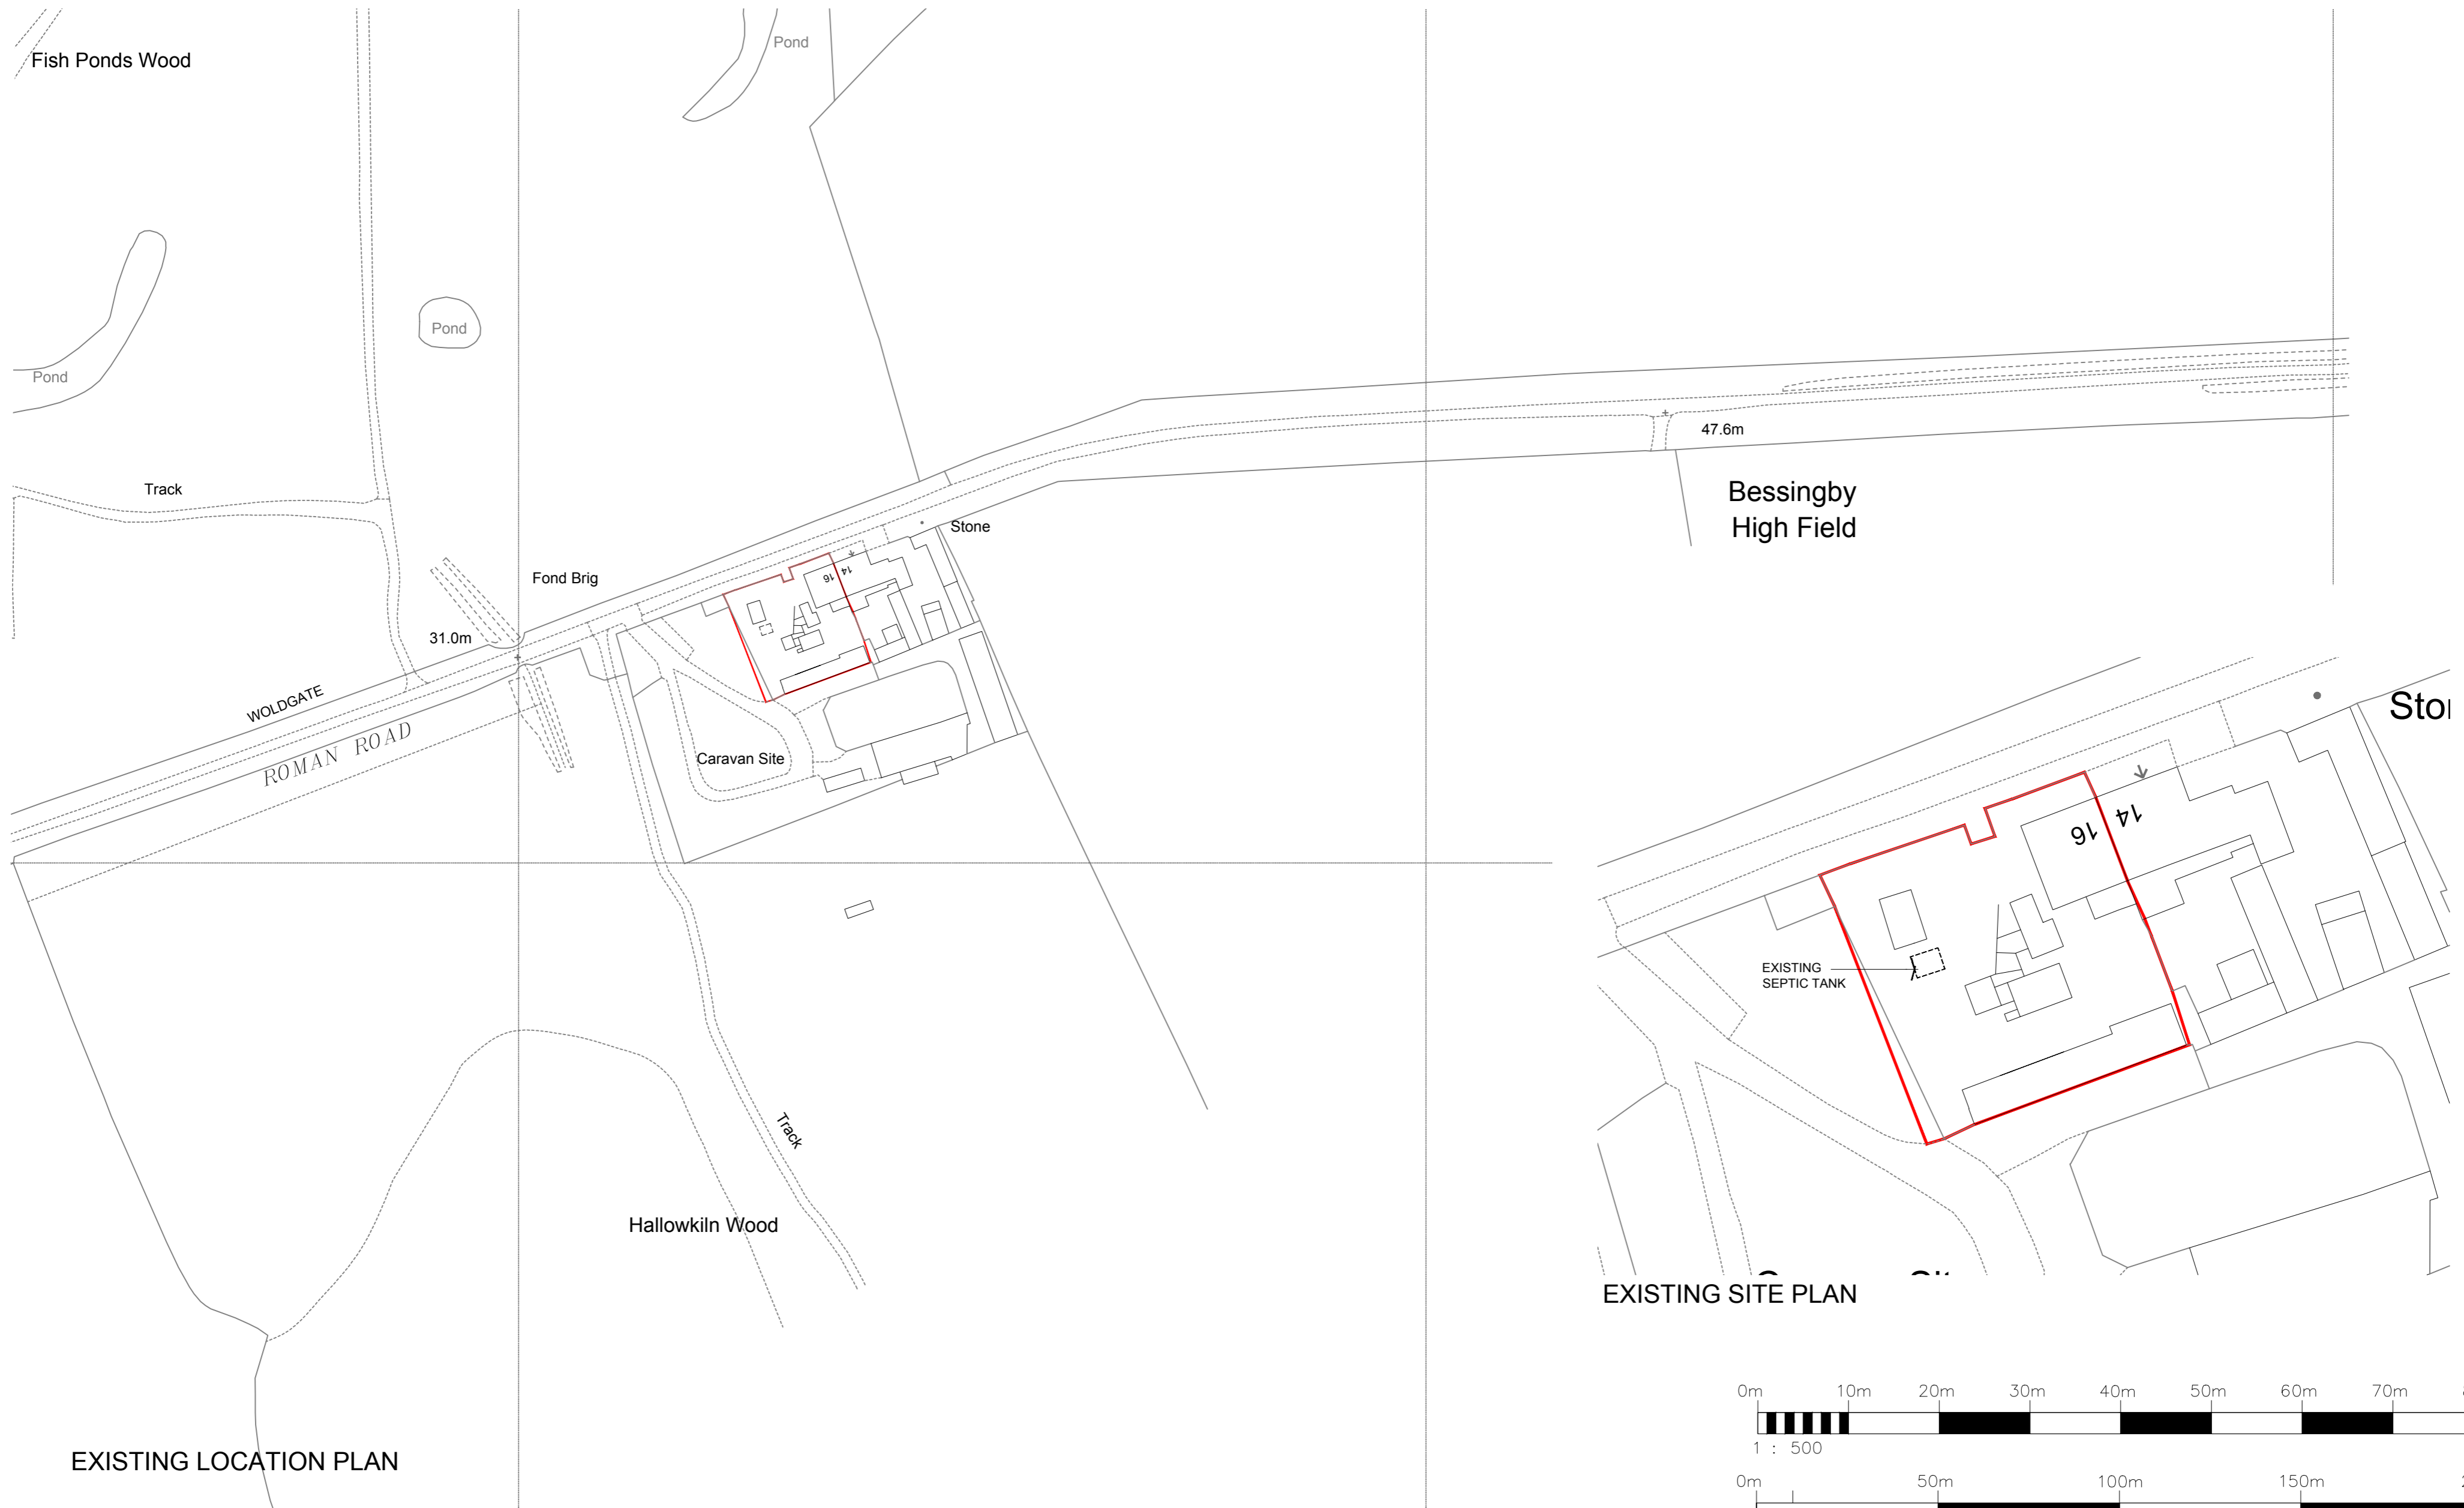 Fish Ponds Wood
Pond
Pond
Pond
Track
47.6m
Bessingby
High Field
Stone
Fond Brig
16
14
31.0m
WOLDGATE
ROMAN ROAD
Caravan Site
Track
Hallowkiln Wood
EXISTING LOCATION PLAN
16
14
EXISTING
SEPTIC TANK
EXISTING SITE PLAN
0m 10m 20m 30m 40m 50m 60m 70m
1 : 500
0m 50m 100m 150m